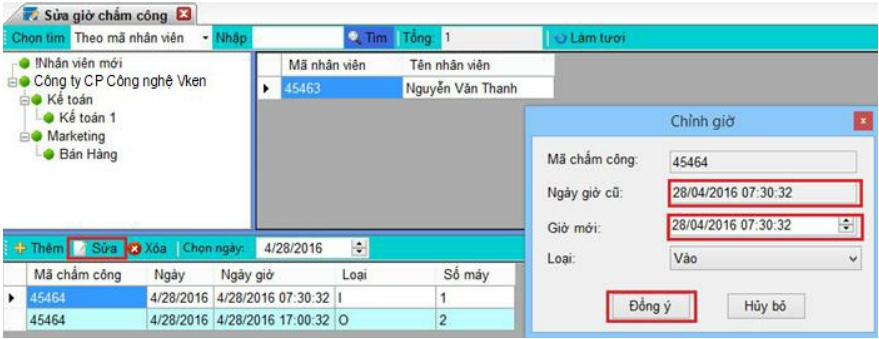 Sửa giờ chấm công
Chọn tìm Theo mã nhân viên Nhập Tìm Tổng: 1 Làm tươi
!Nhân viên mới
Công ty CP Công nghệ Vken
Kế toán
Kế toán 1
Marketing
Bán Hàng
Mã nhân viên Tên nhân viên
45463 Nguyễn Văn Thanh
Chỉnh giờ
Mã chấm công: 45464
Ngày giờ cũ: 28/04/2016 07:30:32
Giờ mới: 28/04/2016 07:30:32
Loại: Vào
Đồng ý Hủy bỏ
Thêm Sửa Xóa Chọn ngày: 4/28/2016
Mã chấm công Ngày Ngày giờ Loại Số máy
45464 4/28/2016 4/28/2016 07:30:32 I 1
45464 4/28/2016 4/28/2016 17:00:32 O 2